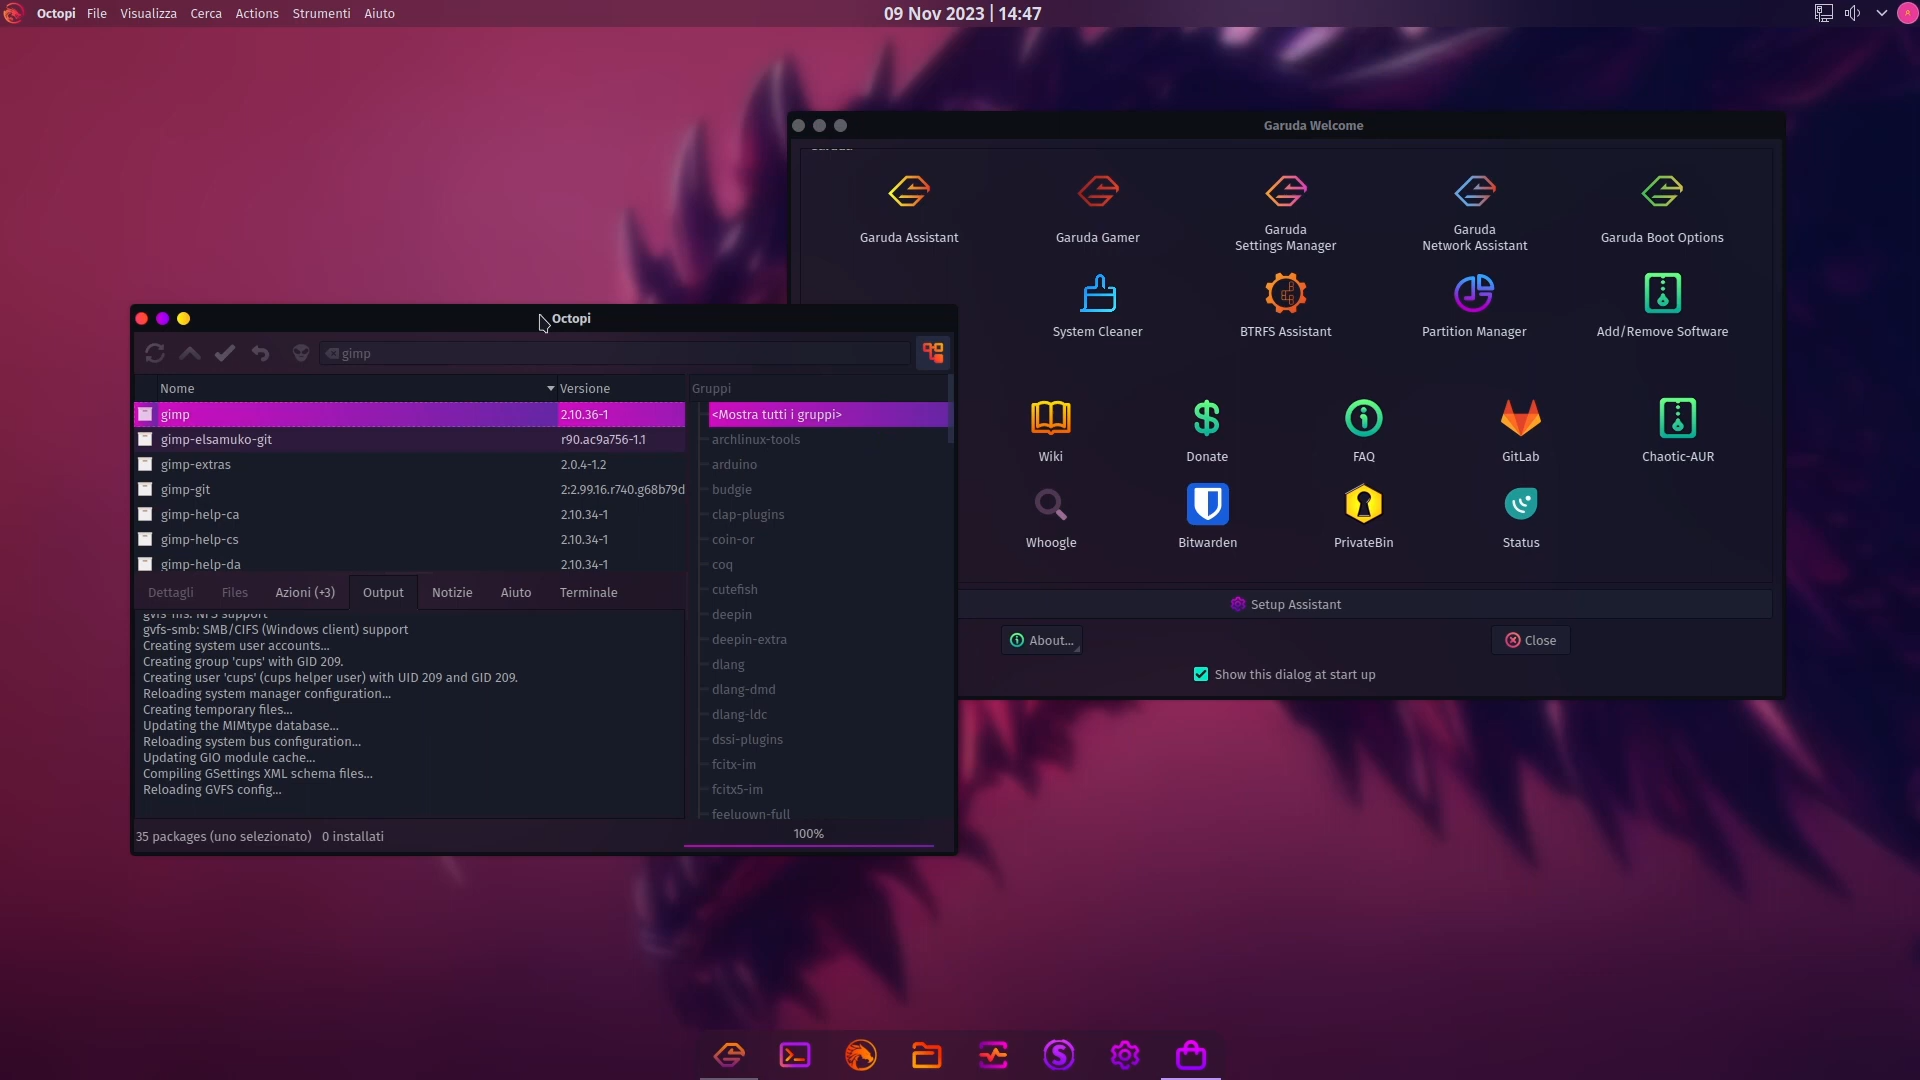 Octopi File Visualizza Cerca Actions Strumenti Aiuto
09 Nov 2023 | 14:47
Garuda Welcome
Garuda Assistant
Garuda Gamer
Garuda
Settings Manager
Garuda
Network Assistant
Garuda Boot Options
System Cleaner
BTRFS Assistant
Partition Manager
Add/Remove Software
Wiki
Donate
FAQ
GitLab
Chaotic-AUR
Whoogle
Bitwarden
PrivateBin
Status
Setup Assistant
About...
Close
Show this dialog at start up
Octopi
gimp
Nome Versione Gruppi
gimp 2.10.36-1
gimp-elsamuko-git r90.ac9a756-1.1
gimp-extras 2.0.4-1.2
gimp-git 2:2.99.16.r740.g68b79d
gimp-help-ca 2.10.34-1
gimp-help-cs 2.10.34-1
gimp-help-da 2.10.34-1
<Mostra tutti i gruppi>
archlinux-tools
arduino
budgie
clap-plugins
coin-or
coq
cutefish
deepin
deepin-extra
dlang
dlang-dmd
dlang-ldc
dssi-plugins
fcitx-im
fcitx5-im
feeluown-full
Dettagli Files Azioni (+3) Output Notizie Aiuto Terminale
gvfs-nfs: NFS support
gvfs-smb: SMB/CIFS (Windows client) support
Creating system user accounts...
Creating group 'cups' with GID 209.
Creating user 'cups' (cups helper user) with UID 209 and GID 209.
Reloading system manager configuration...
Creating temporary files...
Updating the MIMtype database...
Reloading system bus configuration...
Updating GIO module cache...
Compiling GSettings XML schema files...
Reloading GVFS config...
35 packages (uno selezionato) 0 installati
100%